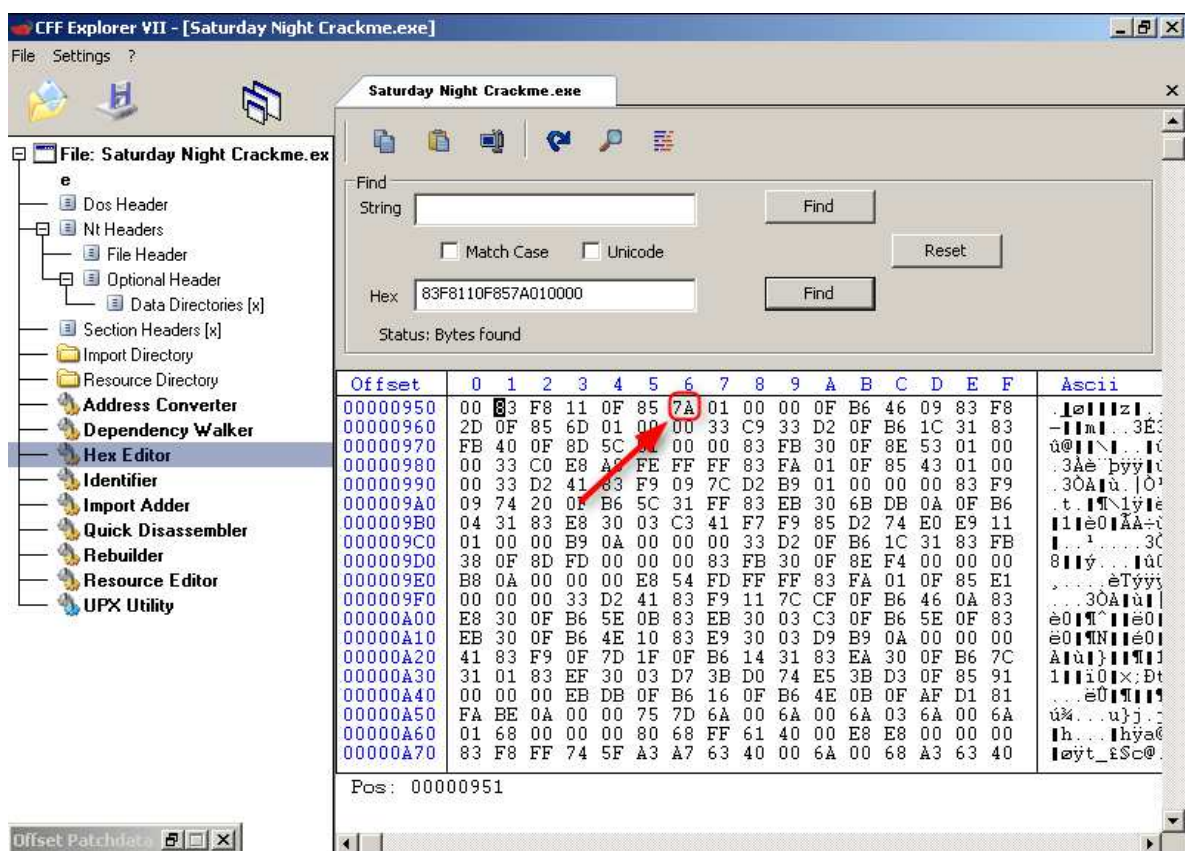 CFF Explorer VII - [Saturday Night Crackme.exe]
File Settings ?
Saturday Night Crackme.exe
File: Saturday Night Crackme.ex
e
Dos Header
Nt Headers
File Header
Optional Header
Data Directories [x]
Section Headers [x]
Import Directory
Resource Directory
Address Converter
Dependency Walker
Hex Editor
Identifier
Import Adder
Quick Disassembler
Rebuilder
Resource Editor
UPX Utility
Find
String
Find
Match Case
Unicode
Reset
Hex
83F8110F857A010000
Find
Status: Bytes found
Offset 0 1 2 3 4 5 6 7 8 9 A B C D E F Ascii
00000950 00 83 F8 11 0F 85 7A 01 00 00 0F B6 46 09 83 F8
00000960 2D 0F 85 6D 01 00 00 33 C9 33 D2 0F B6 1C 31 83
00000970 FB 40 0F 8D 5C 01 00 00 83 FB 30 0F 8E 53 01 00
00000980 00 33 C0 E8 FE FF FF 83 FA 01 0F 85 43 01 00
00000990 00 33 D2 41 83 F9 09 7C D2 B9 01 00 00 00 83 F9
000009A0 09 74 20 0F B6 5C 31 FF 83 EB 30 6B DB 0A 0F B6
000009B0 04 31 83 E8 30 03 C3 41 F7 F9 85 D2 74 E0 E9 11
000009C0 01 00 00 B9 0A 00 00 00 33 D2 0F B6 1C 31 83 FB
000009D0 38 0F 8D FD 00 00 00 83 FB 30 0F 8E F4 00 00 00
000009E0 B8 0A 00 00 00 E8 54 FD FF FF 83 FA 01 0F 85 E1
000009F0 00 00 00 33 D2 41 83 F9 11 7C CF 0F B6 46 0A 83
00000A00 E8 30 0F B6 5E 0B 83 EB 30 03 C3 0F B6 5E 0F 83
00000A10 EB 30 0F B6 4E 10 83 E9 30 03 D9 B9 0A 00 00 00
00000A20 41 83 F9 0F 7D 1F 0F B6 14 31 83 EA 30 0F B6 7C
00000A30 31 01 83 EF 30 03 D7 3B D0 74 E5 3B D3 0F 85 91
00000A40 00 00 00 EB DB 0F B6 16 0F B6 4E 0B 0F AF D1 81
00000A50 FA BE 0A 00 00 75 7D 6A 00 6A 00 6A 03 6A 00 6A
00000A60 01 68 00 00 00 80 68 FF 61 40 00 E8 E8 00 00 00
00000A70 83 F8 FF 74 5F A3 A7 63 40 00 6A 00 68 A3 63 40
Pos: 00000951
Offset Patchdata